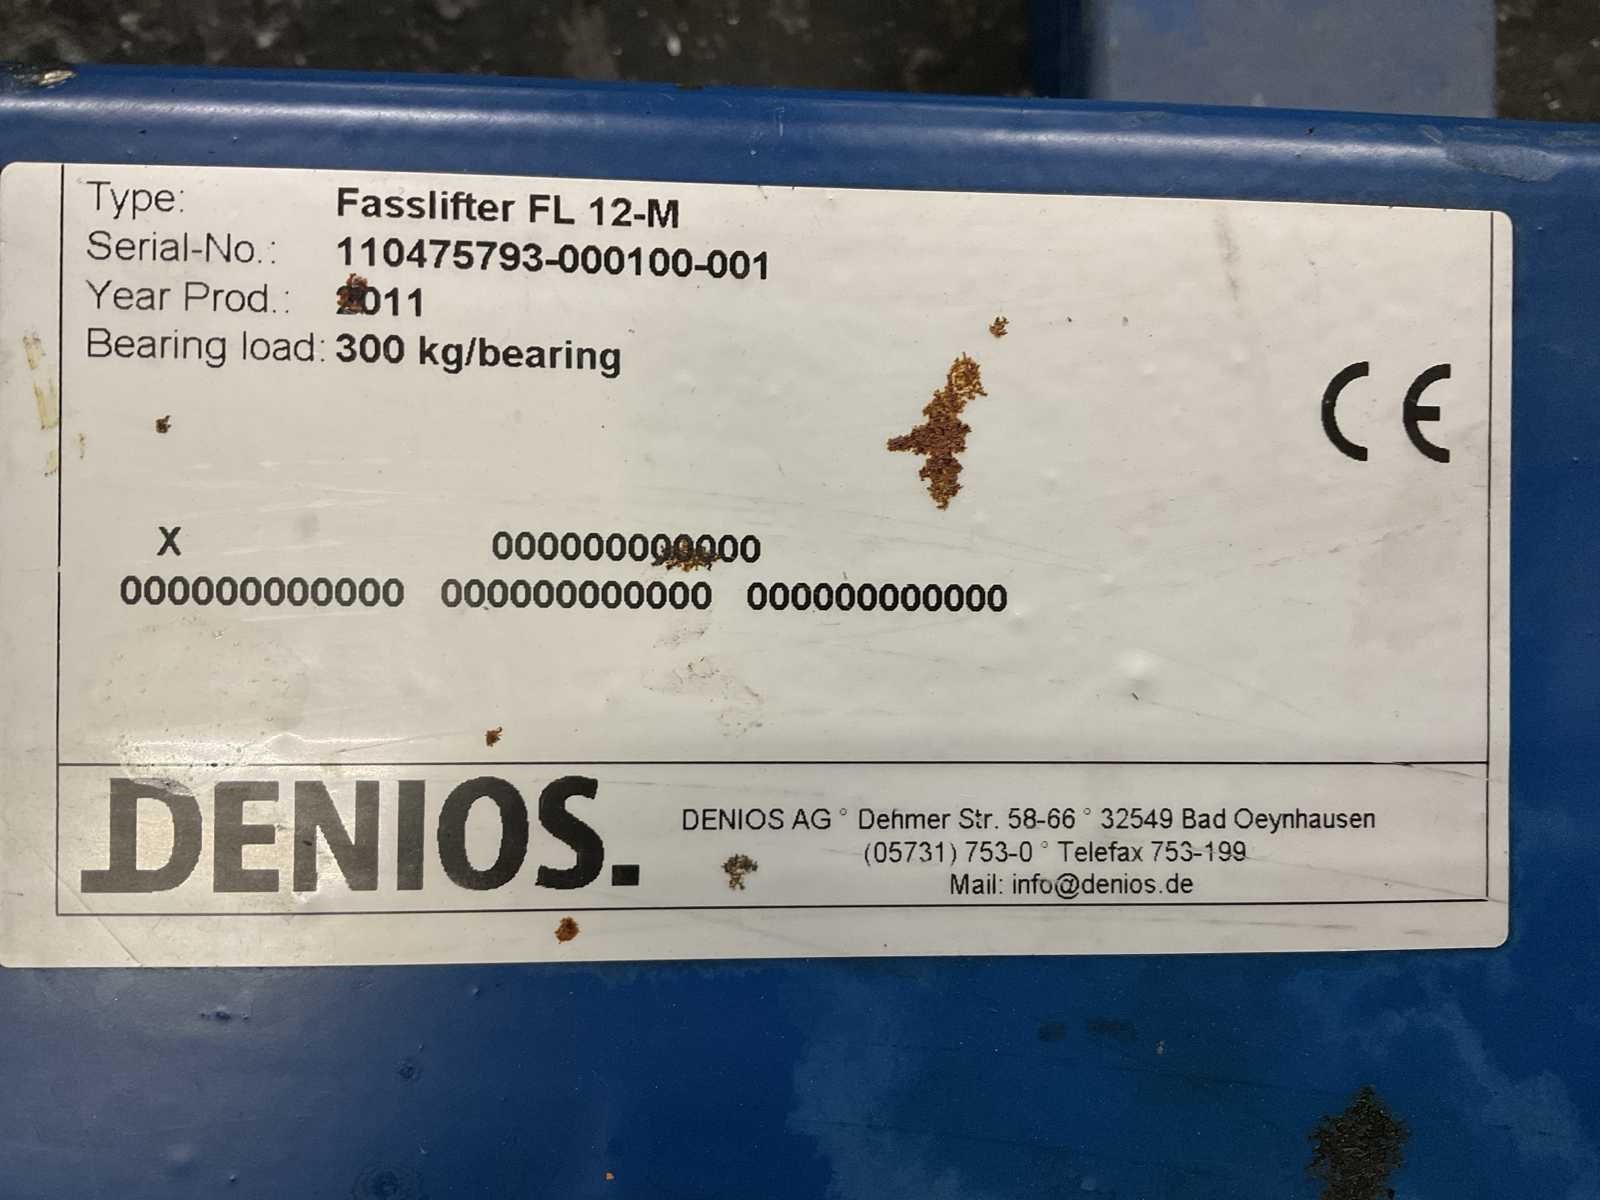 Type: Fasslifter FL 12-M
Serial-No.: 110475793-000100-001
Year Prod.: 2011
Bearing load: 300 kg/bearing
CE
X 000000000000
000000000000 000000000000 000000000000
DENIOS.
DENIOS AG ° Dehmer Str. 58-66 ° 32549 Bad Oeynhausen
(05731) 753-0 ° Telefax 753-199
Mail: info@denios.de